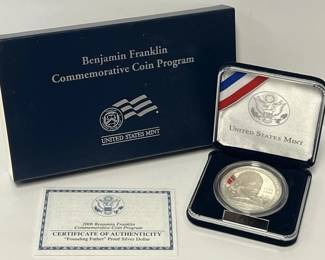 Benjamin Franklin
Commemorative Coin Program
UNITED STATES MINT
UNITED STATES MINT
2006 Benjamin Franklin
Commemorative Coin Program
CERTIFICATE OF AUTHENTICITY
"Founding Father" Proof Silver Dollar